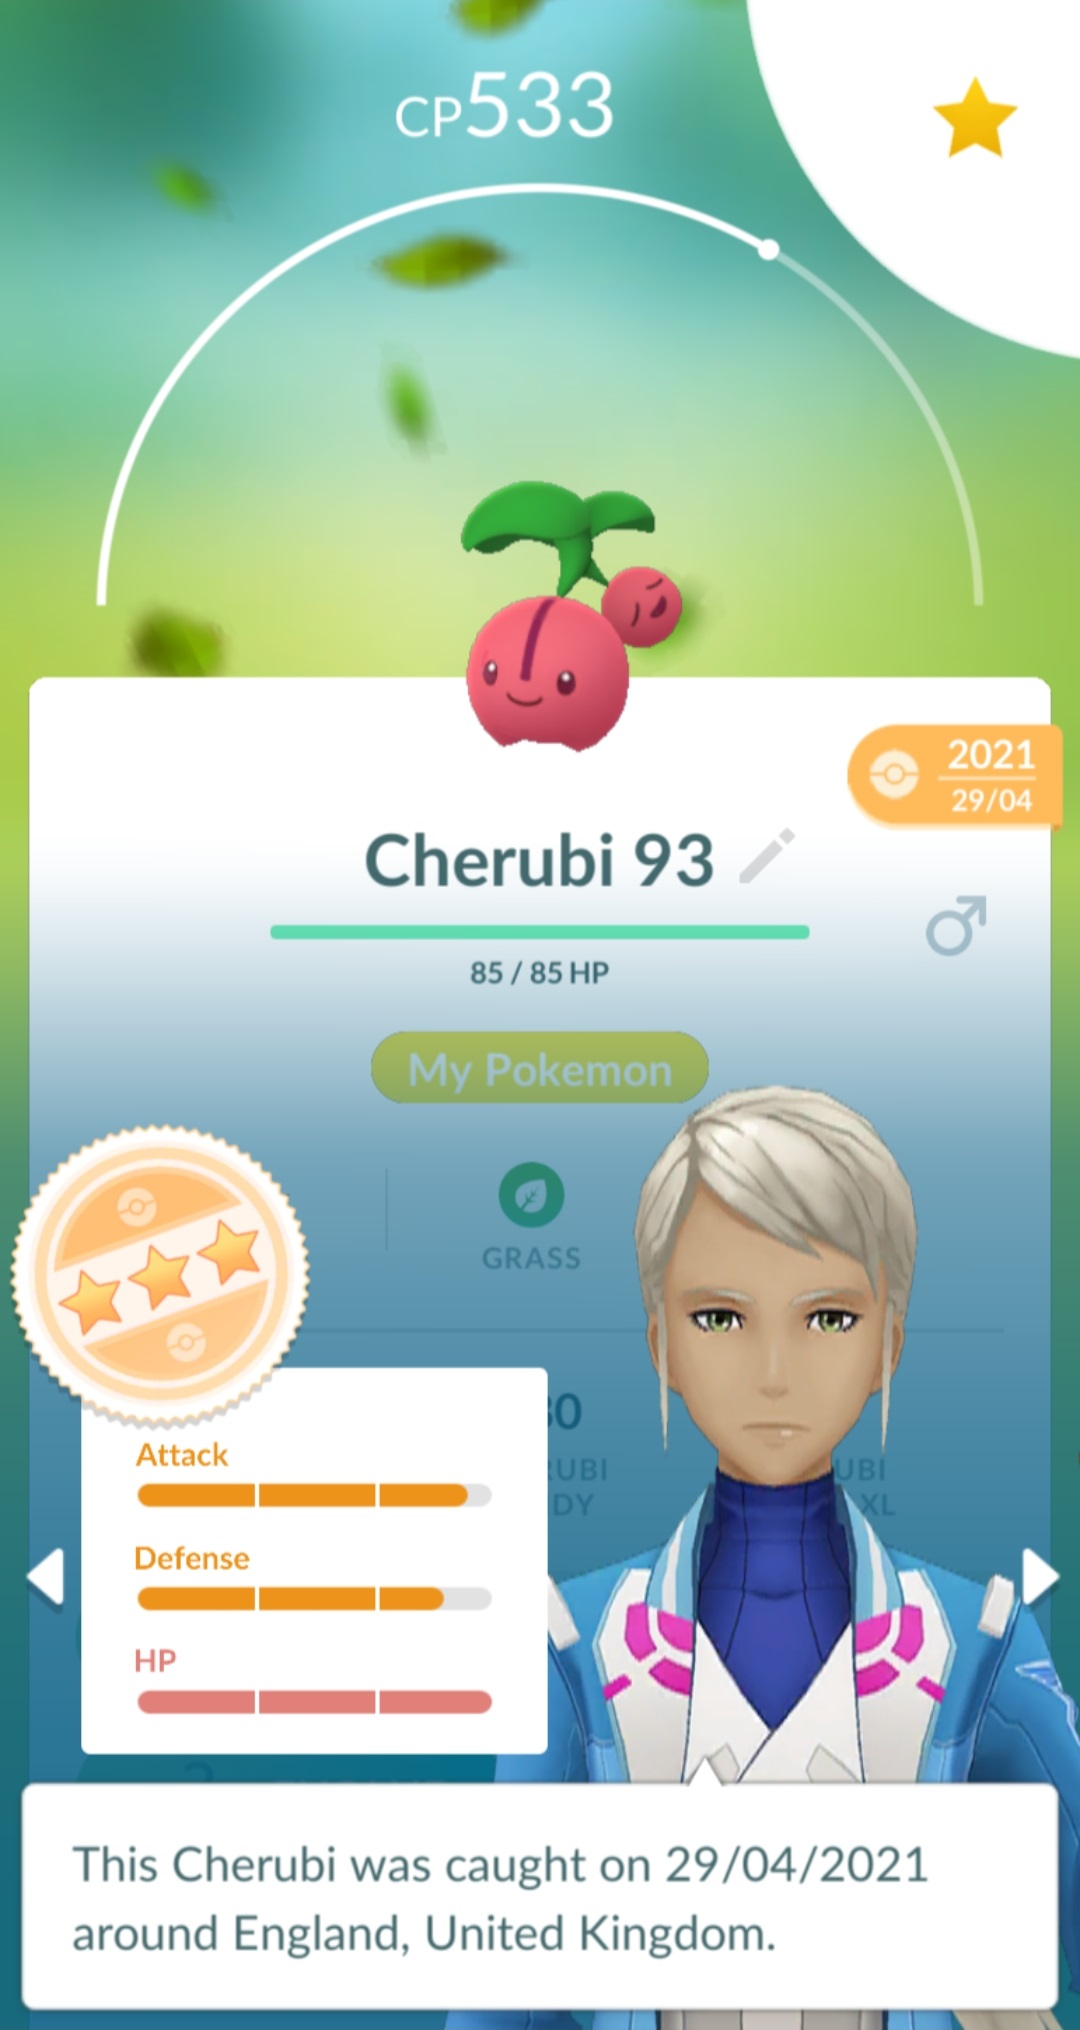 CP533
2021
29/04
Cherubi 93
85 / 85 HP
My Pokemon
GRASS
Attack
Defense
HP
This Cherubi was caught on 29/04/2021
around England, United Kingdom.